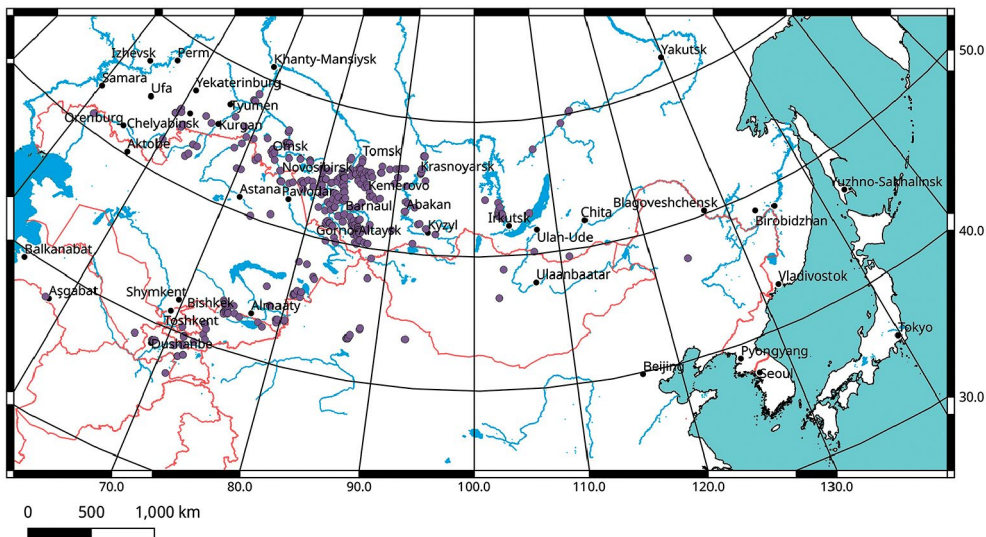 Yakutsk
50.0
Izhevsk
Perm
Khanty-Mansiysk
Samara
Ufa
Yekaterinburg
Tyumen
Orenburg
Chelyabinsk
Kurgan
Aktobe
Omsk
Tomsk
Novosibirsk
Krasnoyarsk
Kemerovo
Astana
Pavlodar
Barnaul
Abakan
Gorno-Altaysk
Kyzyl
Irkutsk
Chita
Ulan-Ude
Blagoveshchensk
Birobidzhan
Yuzhno-Sakhalinsk
40.0
Balkanabat
Aşgabat
Shymkent
Bishkek
Almaaty
Toshkent
Dushanbe
Ulaanbaatar
Vladivostok
Tokyo
Beijing
Pyongyang
Seoul
30.0
70.0 80.0 90.0 100.0 110.0 120.0 130.0
0 500 1,000 km